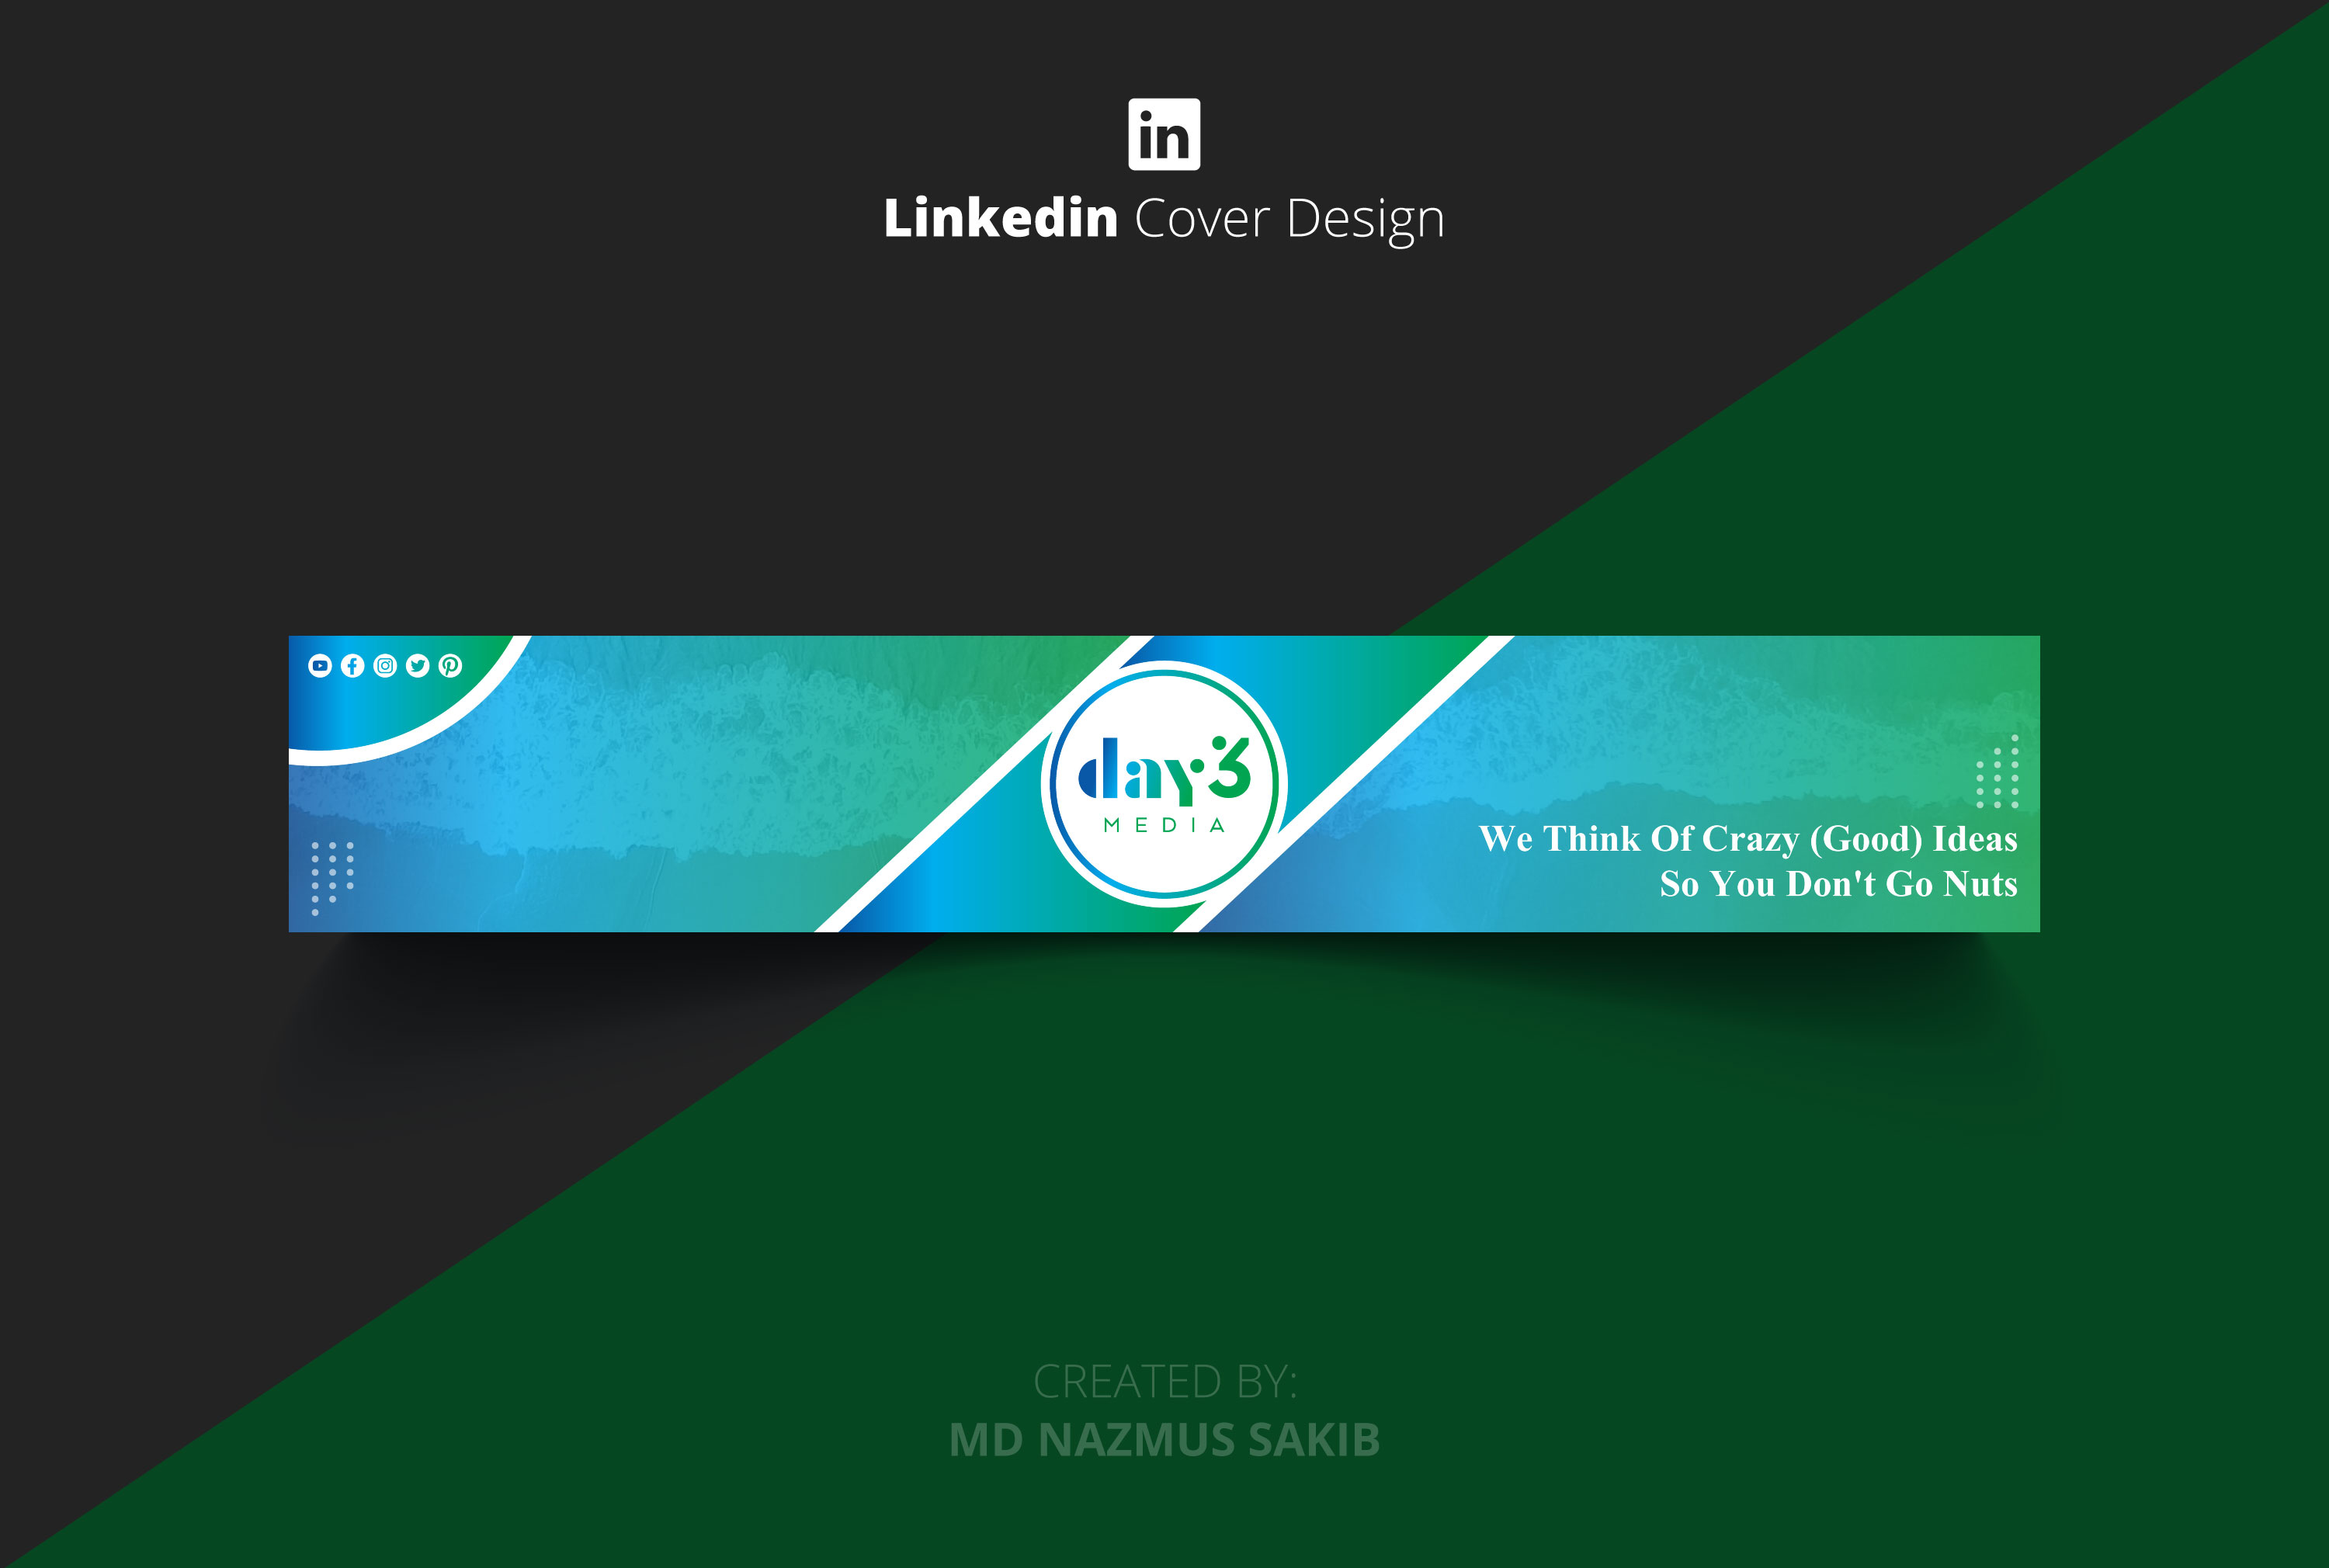 in
Linkedin Cover Design
day3
MEDIA
We Think Of Crazy (Good) Ideas
So You Don't Go Nuts
CREATED BY:
MD NAZMUS SAKIB